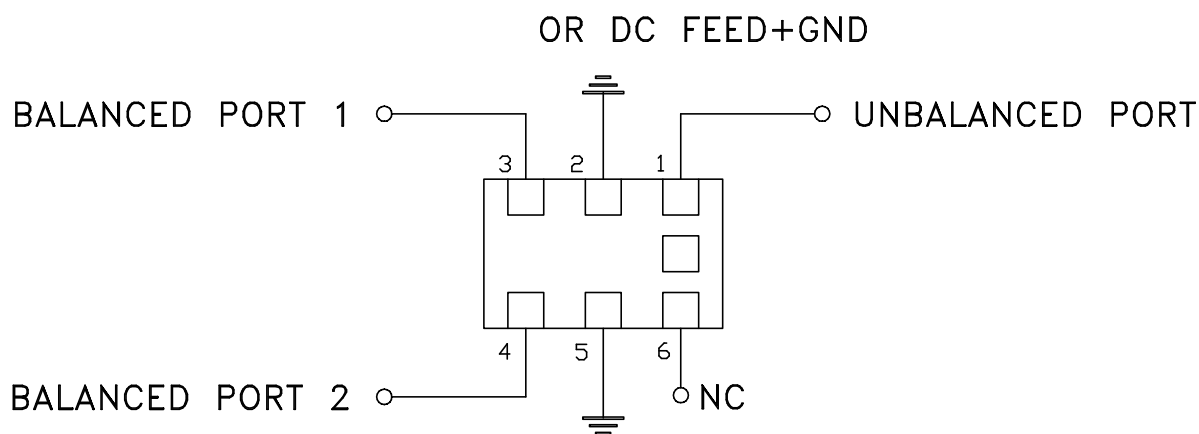 OR DC FEED+GND
BALANCED PORT 1
UNBALANCED PORT
3 2 1
4 5 6
BALANCED PORT 2
NC